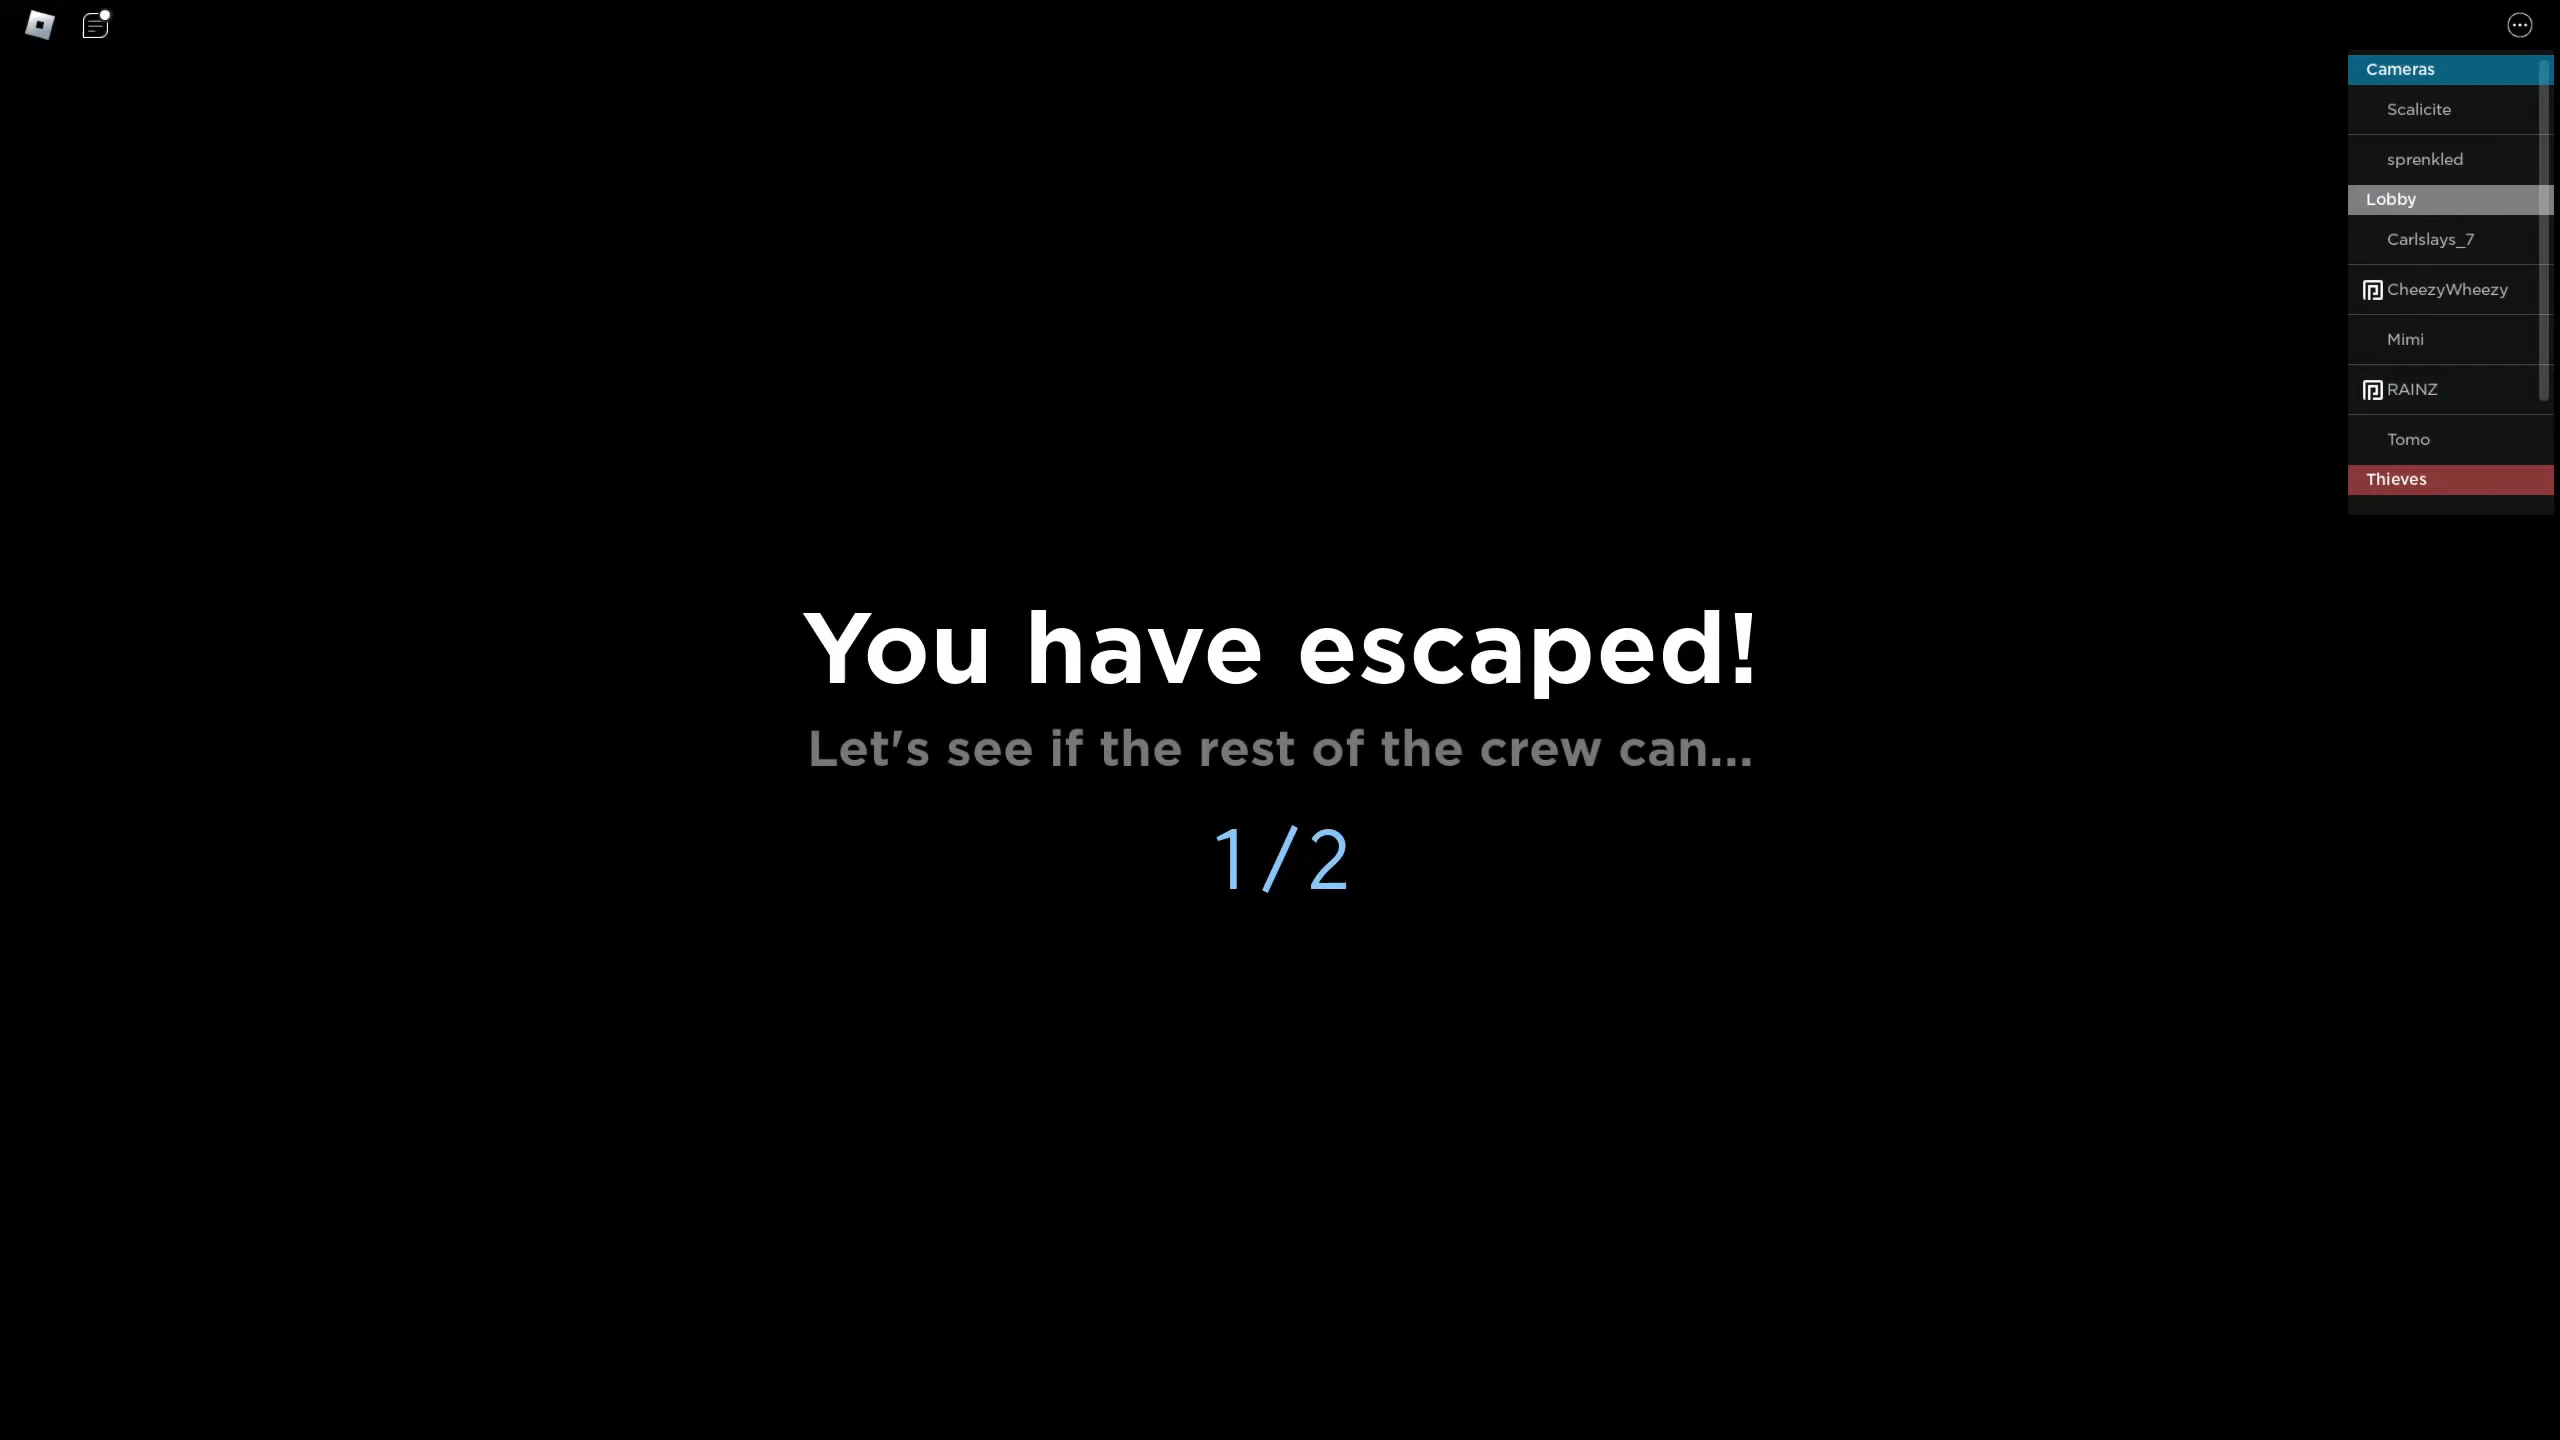 Cameras
Scalicite
sprenkled
Lobby
Carlslays_7
CheezyWheezy
Mimi
RAINZ
Tomo
Thieves
You have escaped!
Let's see if the rest of the crew can...
1/2